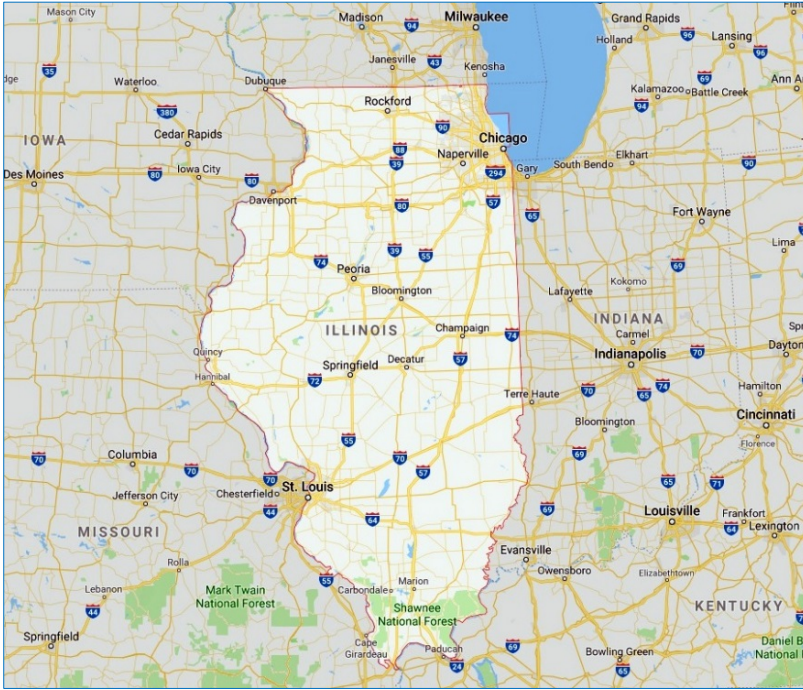 Mason City
Madison
94
Milwaukee
Grand Rapids
96
Holland
Lansing
96
35
Waterloo
Dubuque
Janesville
43
Kenosha
69
Ann A
Kalamazoo
Battle Creek
94
380
Rockford
Cedar Rapids
90
Chicago
IOWA
88
39
Naperville
294
Gary
South Bend
Elkhart
90
Des Moines
80
Iowa City
80
Davenport
80
57
65
Fort Wayne
Lima
39
55
74
Peoria
69
Bloomington
Lafayette
Kokomo
ILLINOIS
Champaign
74
INDIANA
Carmel
Quincy
Springfield
Decatur
57
Indianapolis
70
Dayto
Hannibal
72
Terre Haute
70
65
74
Hamilton
Cincinnati
Bloomington
Florence
70
Columbia
70
55
70
57
69
70
St. Louis
Chesterfield
65
71
Jefferson City
44
64
69
Louisville
Frankfort
64
Lexington
MISSOURI
Rolla
55
Evansville
Owensboro
Elizabethtown
Lebanon
44
Mark Twain
National Forest
Carbondale
Marion
Shawnee
National Forest
KENTUCKY
Springfield
Cape
Girardeau
Paducah
24
69
Bowling Green
65
Daniel B
National